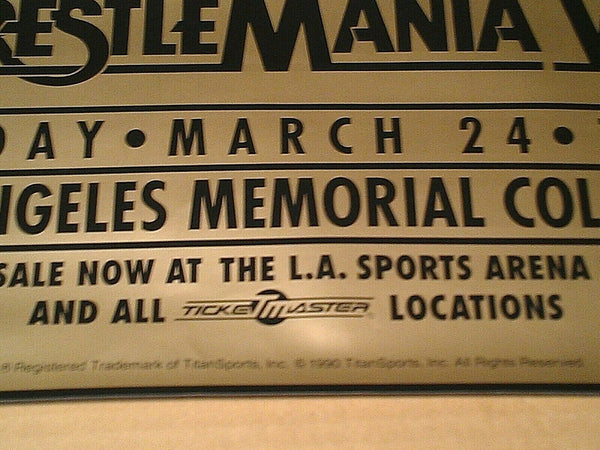 RESTLEMANIA V
DAY • MARCH 24 •
NGELES MEMORIAL COL
SALE NOW AT THE L.A. SPORTS ARENA
AND ALL TICKETMASTER LOCATIONS
® Registered Trademark of TitanSports, Inc. © 1990 TitanSports, Inc. All Rights Reserved.